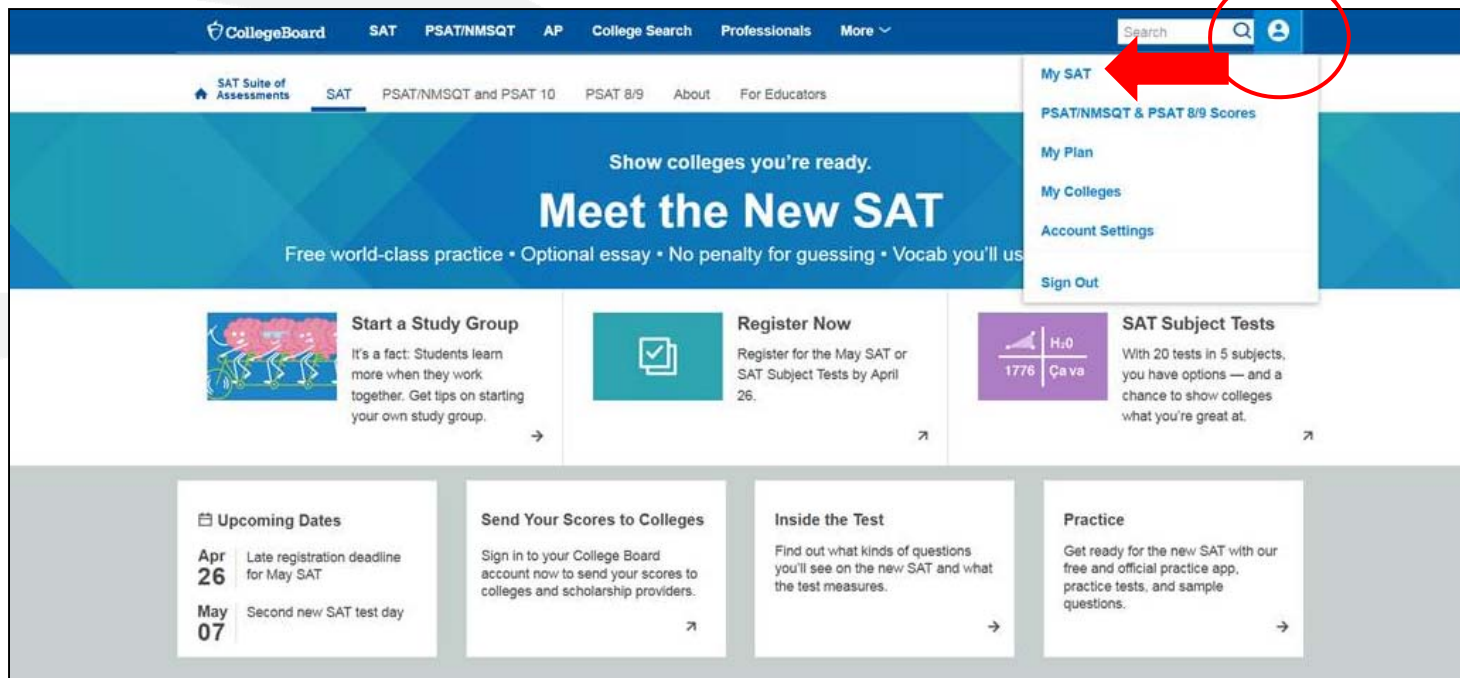 CollegeBoard SAT PSAT/NMSQT AP College Search Professionals More Search
SAT Suite of
Assessments SAT PSAT/NMSQT and PSAT 10 PSAT 8/9 About For Educators
My SAT
PSAT/NMSQT & PSAT 8/9 Scores
My Plan
My Colleges
Account Settings
Sign Out
Show colleges you're ready.
Meet the New SAT
Free world-class practice • Optional essay • No penalty for guessing • Vocab you'll us
Start a Study Group
It's a fact: Students learn
more when they work
together. Get tips on starting
your own study group.
Register Now
Register for the May SAT or
SAT Subject Tests by April
26.
H₂0
1776 Ça va
SAT Subject Tests
With 20 tests in 5 subjects,
you have options — and a
chance to show colleges
what you're great at.
Upcoming Dates
Apr
26
Late registration deadline
for May SAT
May
07
Second new SAT test day
Send Your Scores to Colleges
Sign in to your College Board
account now to send your scores to
colleges and scholarship providers.
Inside the Test
Find out what kinds of questions
you'll see on the new SAT and what
the test measures.
Practice
Get ready for the new SAT with our
free and official practice app,
practice tests, and sample
questions.